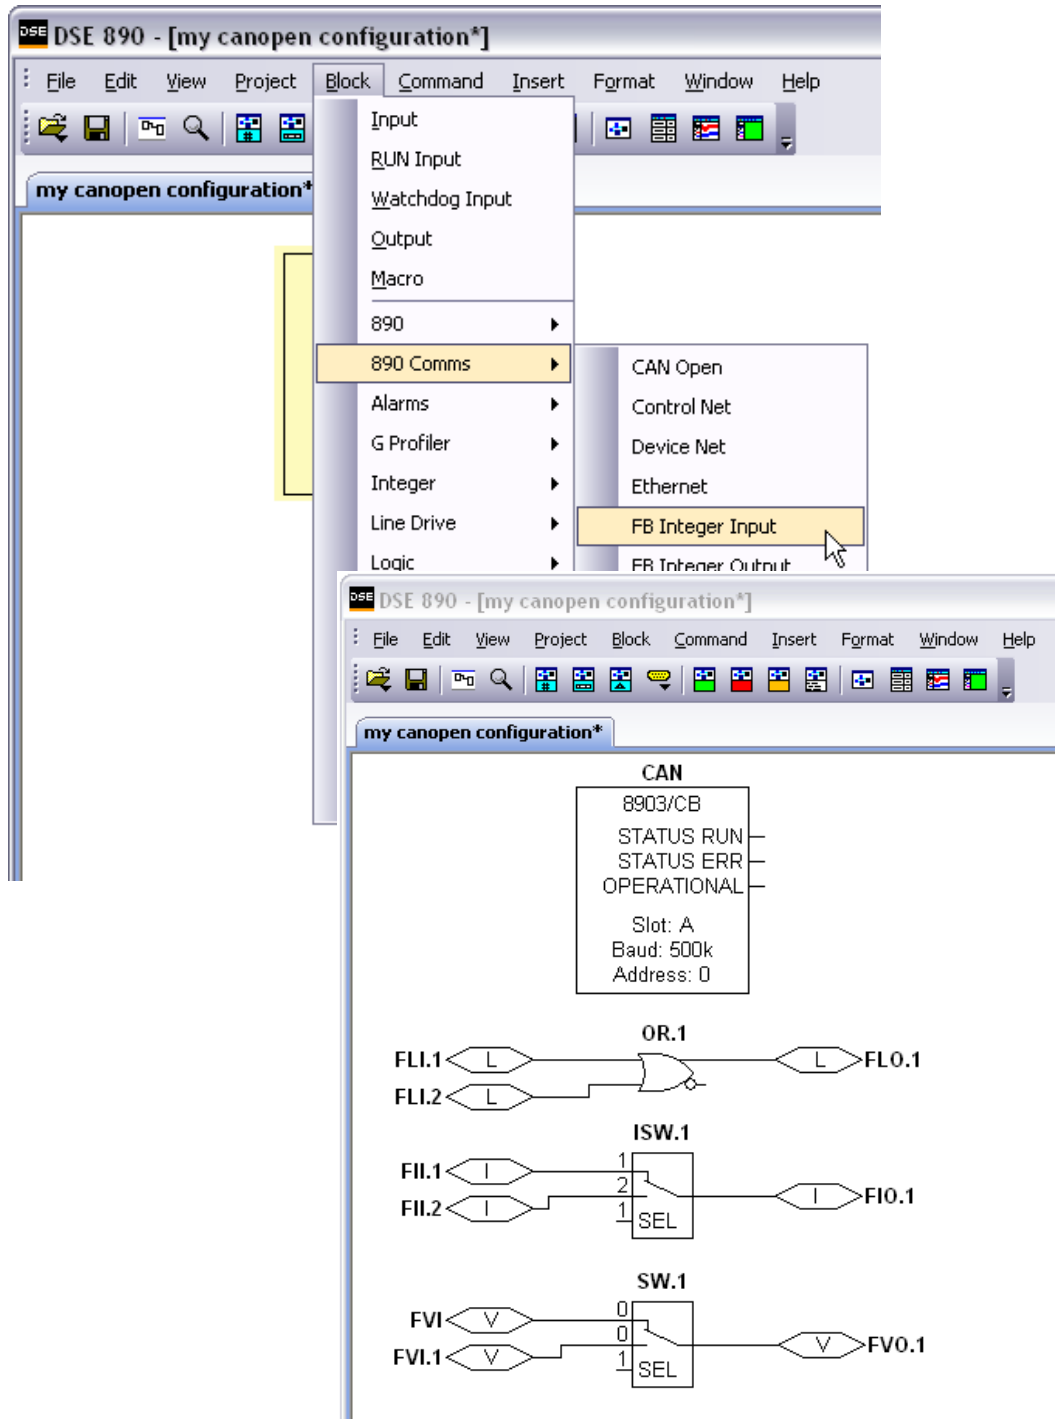 DSE DSE 890 - [my canopen configuration*]
File Edit View Project Block Command Insert Format Window Help
my canopen configuration*
Input
RUN Input
Watchdog Input
Output
Macro
890
890 Comms
Alarms
G Profiler
Integer
Line Drive
Logic
CAN Open
Control Net
Device Net
Ethernet
FB Integer Input
FB Integer Output
DSE DSE 890 - [my canopen configuration*]
File Edit View Project Block Command Insert Format Window Help
my canopen configuration*
CAN
8903/CB
STATUS RUN
STATUS ERR
OPERATIONAL
Slot: A
Baud: 500k
Address: 0
OR.1
FLI.1 L L FLO.1
FLI.2 L
ISW.1
FII.1 I 1
FII.2 I 2 I FIO.1
1 SEL
SW.1
FVI V 0
FVI.1 V 0 V FVO.1
1 SEL